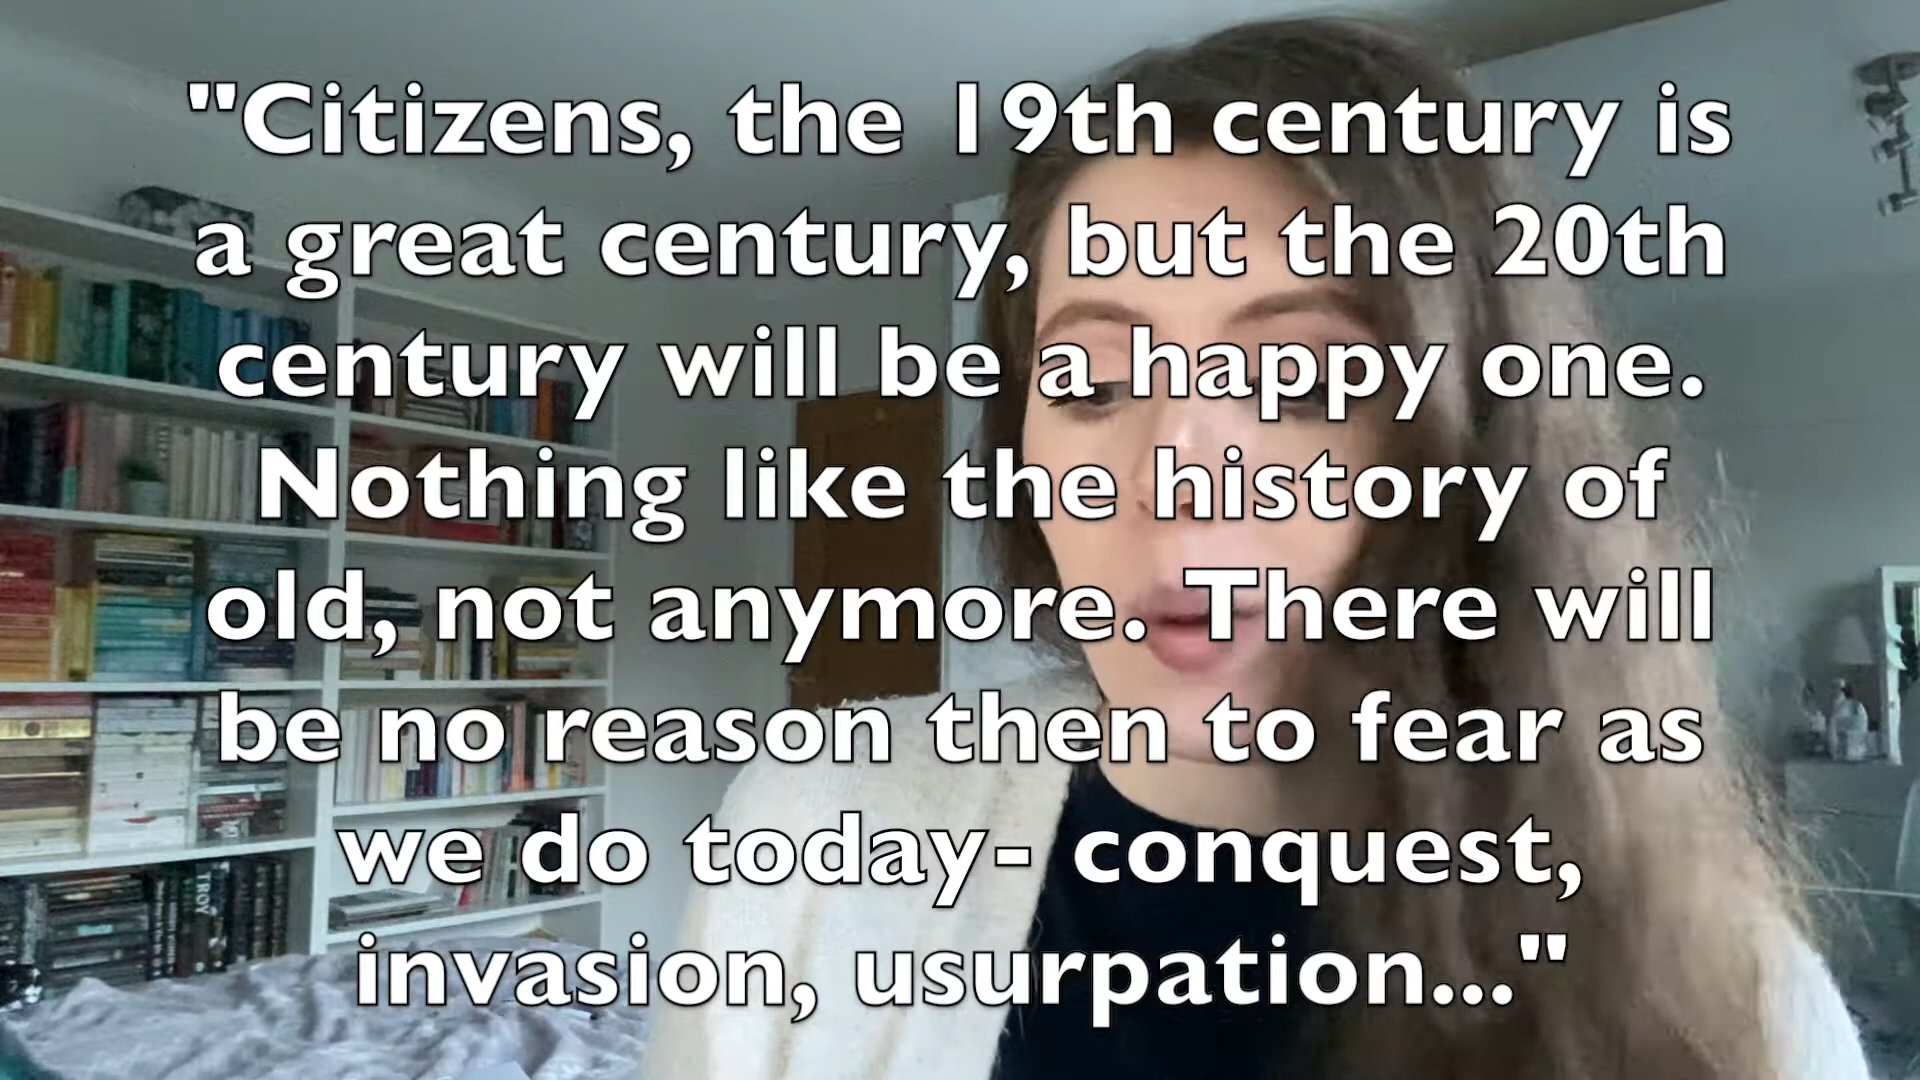 "Citizens, the 19th century is
a great century, but the 20th
century will be a happy one.
Nothing like the history of
old, not anymore. There will
be no reason then to fear as
we do today- conquest,
invasion, usurpation..."
TROY